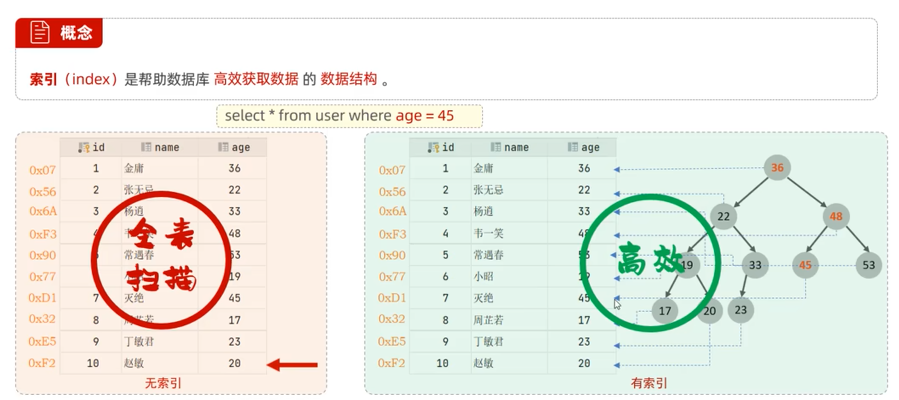 概念
索引（index）是帮助数据库 高效获取数据 的 数据结构 。
select * from user where age = 45
id name age
0x07 1 金庸 36
0x56 2 张无忌 22
0x6A 3 杨逍 33
0xF3 4 韦一笑 48
0x90 常遇春 53
0x77 19
0xD1 7 灭绝 45
0x32 8 周芷若 17
0xE5 9 丁敏君 23
0xF2 10 赵敏 20
全表
扫描
无索引
id name age
0x07 1 金庸 36
0x56 2 张无忌 22
0x6A 3 杨逍 33
0xF3 4 韦一笑 48
0x90 5 常遇春 53
0x77 6 小昭 19
0xD1 7 灭绝 45
0x32 8 周芷若 17
0xE5 9 丁敏君 23
0xF2 10 赵敏 20
高效
36
22 48
19 33 45 53
17 20 23
有索引